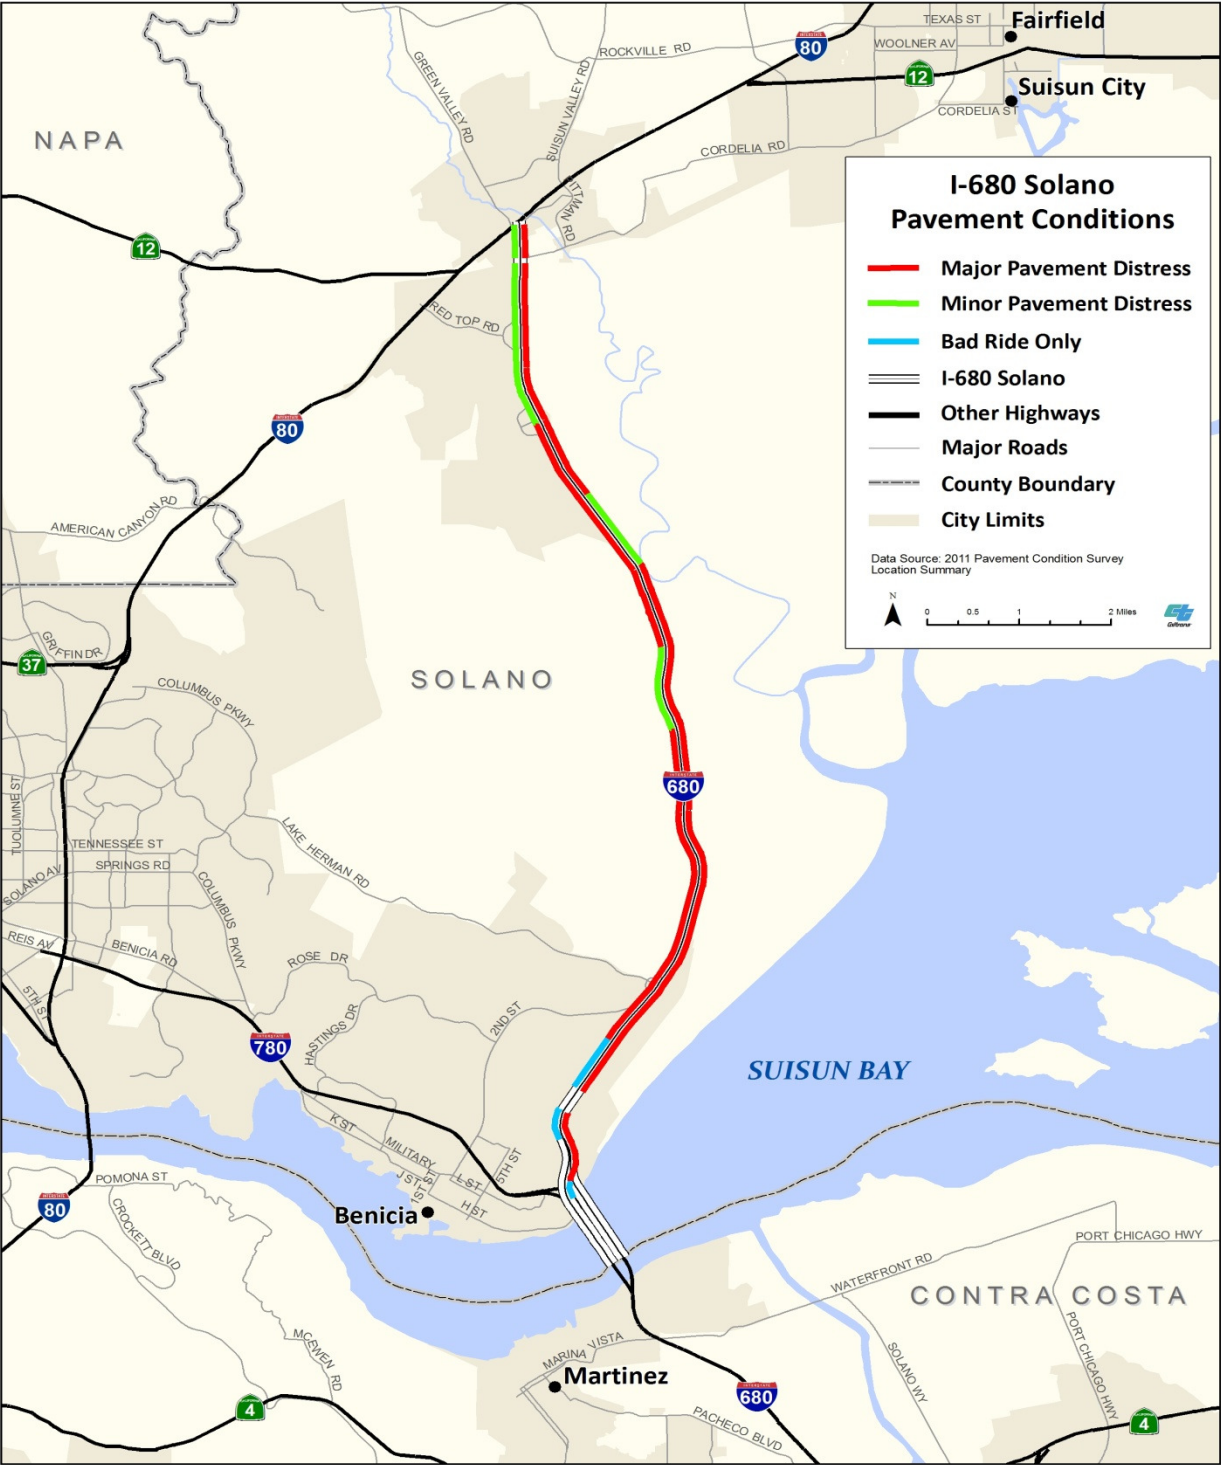 TEXAS ST
Fairfield
WOOLNER AV
80
ROCKVILLE RD
12
Suisun City
CORDELIA ST
GREEN VALLEY RD
SUISUN VALLEY RD
CORDELIA RD
NAPA
PITTMAN RD
12
I-680 Solano
Pavement Conditions
Major Pavement Distress
Minor Pavement Distress
Bad Ride Only
I-680 Solano
Other Highways
Major Roads
County Boundary
City Limits
Data Source: 2011 Pavement Condition Survey
Location Summary
N
0 0.5 1 2 Miles
Caltrans
RED TOP RD
80
AMERICAN CANYON RD
GRIFFIN DR
37
SOLANO
COLUMBUS PKWY
INTERSTATE
680
TUOLUMNE ST
LAKE HERMAN RD
TENNESSEE ST
SPRINGS RD
SOLANO AV
COLUMBUS PKWY
REIS AV
BENICIA RD
ROSE DR
5TH ST
HASTINGS DR
2ND ST
INTERSTATE
780
SUISUN BAY
K ST
MILITARY
5TH ST
J ST
1ST ST
L ST
H ST
POMONA ST
80
Benicia
CROCKETT BLVD
PORT CHICAGO HWY
WATERFRONT RD
CONTRA COSTA
MCEWEN RD
MARINA VISTA
SOLANO WY
PORT CHICAGO HWY
Martinez
INTERSTATE
680
4
PACHECO BLVD
4